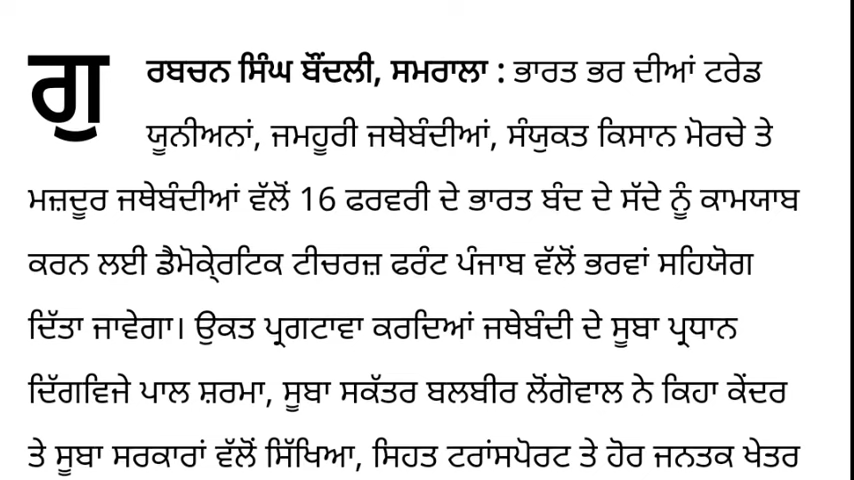 ਗੁਰਬਚਨ ਸਿੰਘ ਬੌਂਦਲੀ, ਸਮਰਾਲਾ : ਭਾਰਤ ਭਰ ਦੀਆਂ ਟਰੇਡ
ਯੂਨੀਅਨਾਂ, ਜਮਹੂਰੀ ਜਥੇਬੰਦੀਆਂ, ਸੰਯੁਕਤ ਕਿਸਾਨ ਮੋਰਚੇ ਤੇ
ਮਜ਼ਦੂਰ ਜਥੇਬੰਦੀਆਂ ਵੱਲੋਂ 16 ਫਰਵਰੀ ਦੇ ਭਾਰਤ ਬੰਦ ਦੇ ਸੱਦੇ ਨੂੰ ਕਾਮਯਾਬ
ਕਰਨ ਲਈ ਡੈਮੋਕ੍ਰੇਰਟਿਕ ਟੀਚਰਜ਼ ਫਰੰਟ ਪੰਜਾਬ ਵੱਲੋਂ ਭਰਵਾਂ ਸਹਿਯੋਗ
ਦਿੱਤਾ ਜਾਵੇਗਾ। ਉਕਤ ਪ੍ਰਗਟਾਵਾ ਕਰਦਿਆਂ ਜਥੇਬੰਦੀ ਦੇ ਸੂਬਾ ਪ੍ਰਧਾਨ
ਦਿੱਗਵਿਜੇ ਪਾਲ ਸ਼ਰਮਾ, ਸੂਬਾ ਸਕੱਤਰ ਬਲਬੀਰ ਲੋਂਗੋਵਾਲ ਨੇ ਕਿਹਾ ਕੇਂਦਰ
ਤੇ ਸੂਬਾ ਸਰਕਾਰਾਂ ਵੱਲੋਂ ਸਿੱਖਿਆ, ਸਿਹਤ ਟਰਾਂਸਪੋਰਟ ਤੇ ਹੋਰ ਜਨਤਕ ਖੇਤਰ